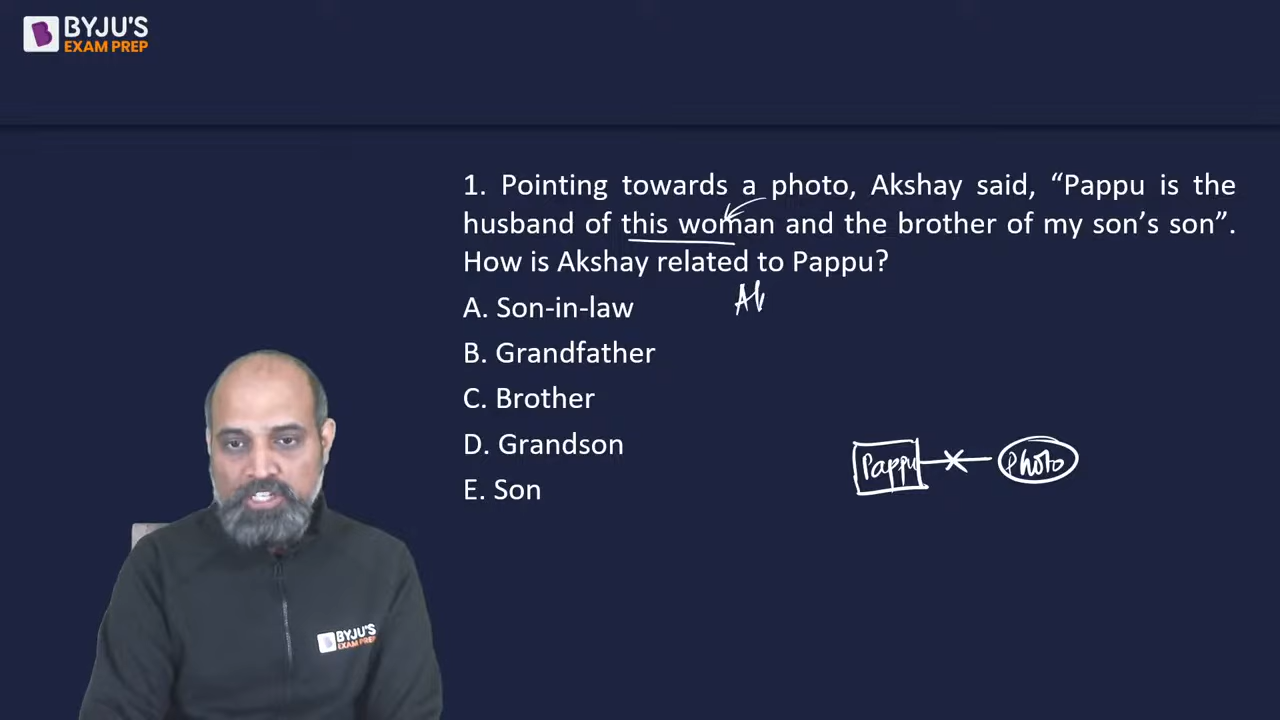 BYJU'S
EXAM PREP
1. Pointing towards a photo, Akshay said, “Pappu is the
husband of this woman and the brother of my son’s son”.
How is Akshay related to Pappu?
A. Son-in-law
B. Grandfather
C. Brother
D. Grandson
E. Son
Pappu
Photo
BYJU'S
EXAM PREP